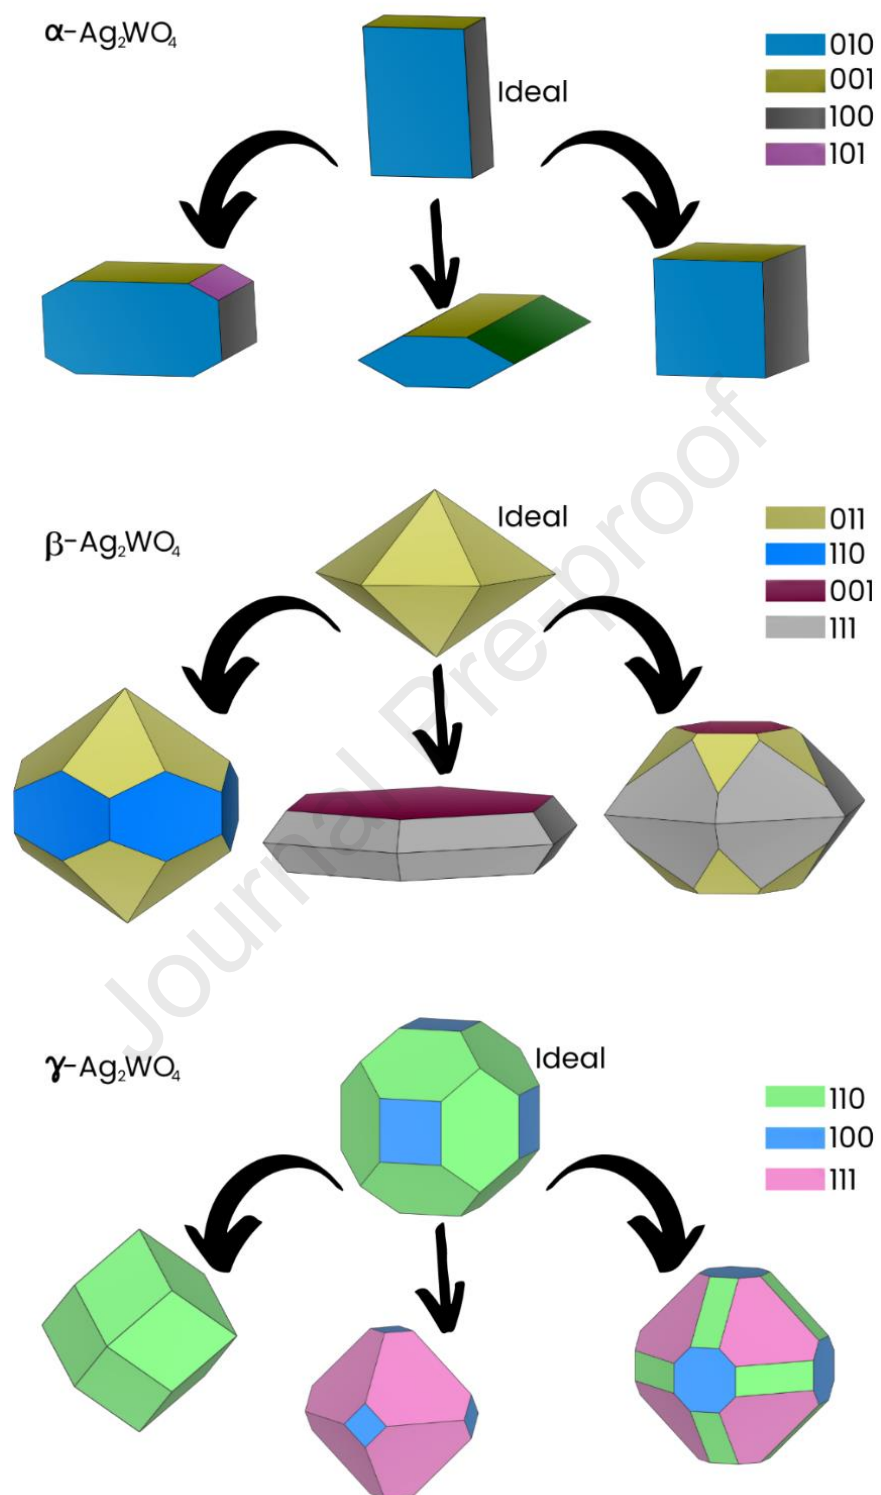 α-Ag₂WO₄
Ideal
010
001
100
101
β-Ag₂WO₄
Ideal
011
110
001
111
Journal Pre-proof
γ-Ag₂WO₄
Ideal
110
100
111